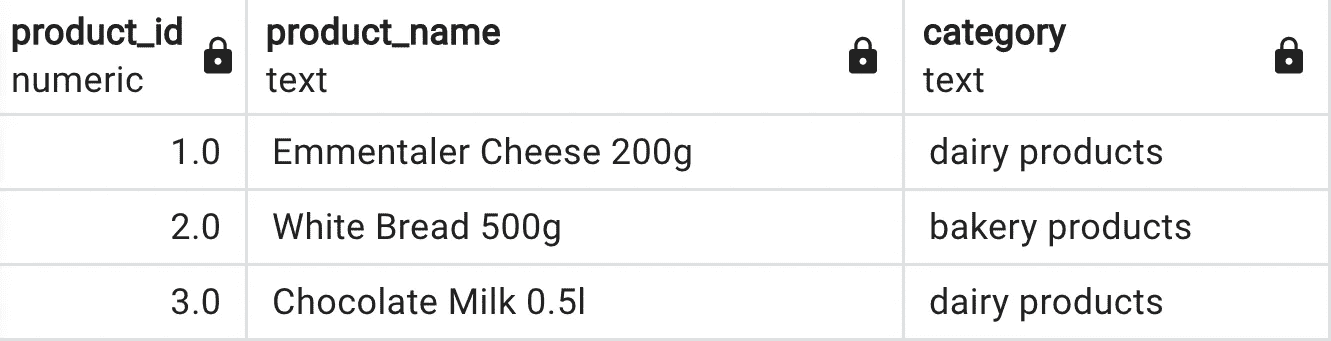 product_id product_name category
numeric text text
1.0 Emmentaler Cheese 200g dairy products
2.0 White Bread 500g bakery products
3.0 Chocolate Milk 0.5l dairy products